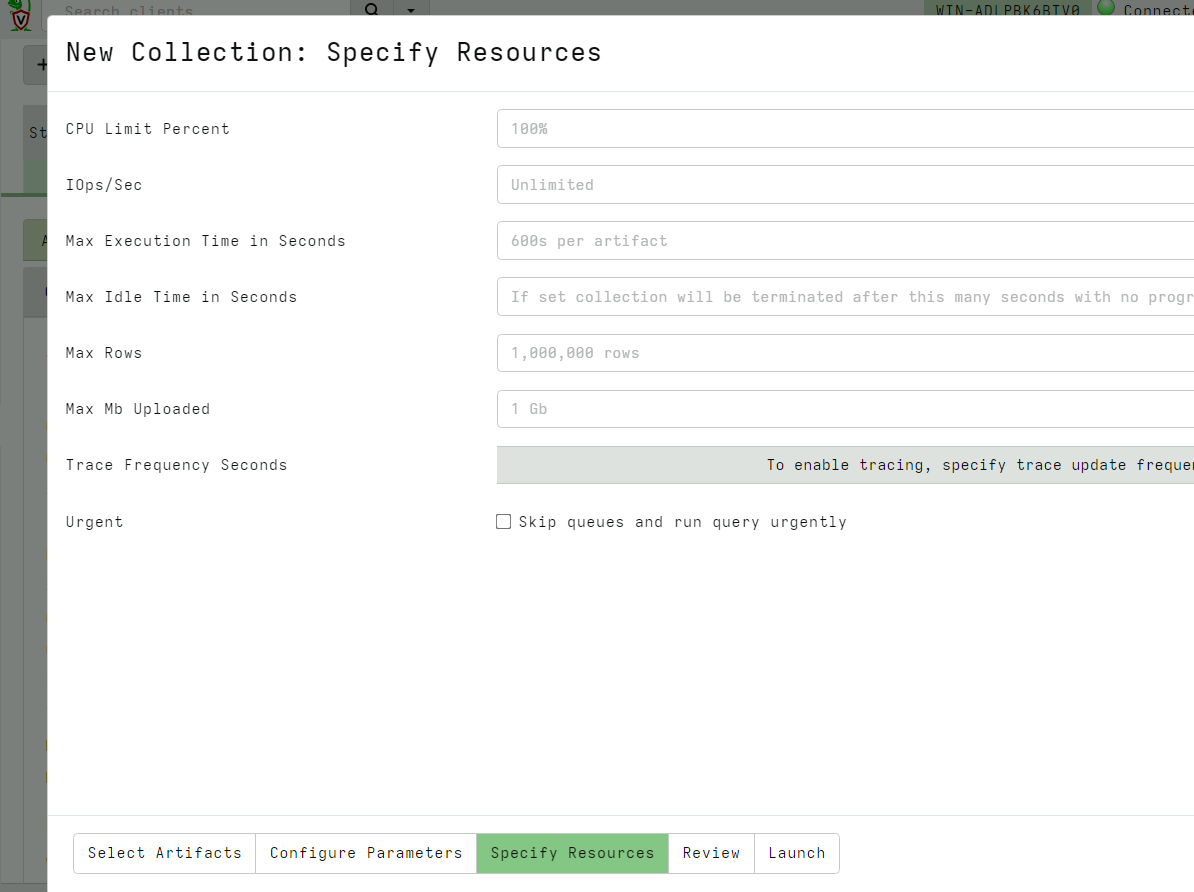 Search clients
WIN-ADLPBK6BTV0 Connecte
New Collection: Specify Resources
St
CPU Limit Percent
100%
IOps/Sec
Unlimited
Max Execution Time in Seconds
600s per artifact
Max Idle Time in Seconds
If set collection will be terminated after this many seconds with no progr
Max Rows
1,000,000 rows
Max Mb Uploaded
1 Gb
Trace Frequency Seconds
To enable tracing, specify trace update frequen
Urgent
Skip queues and run query urgently
Select Artifacts
Configure Parameters
Specify Resources
Review
Launch